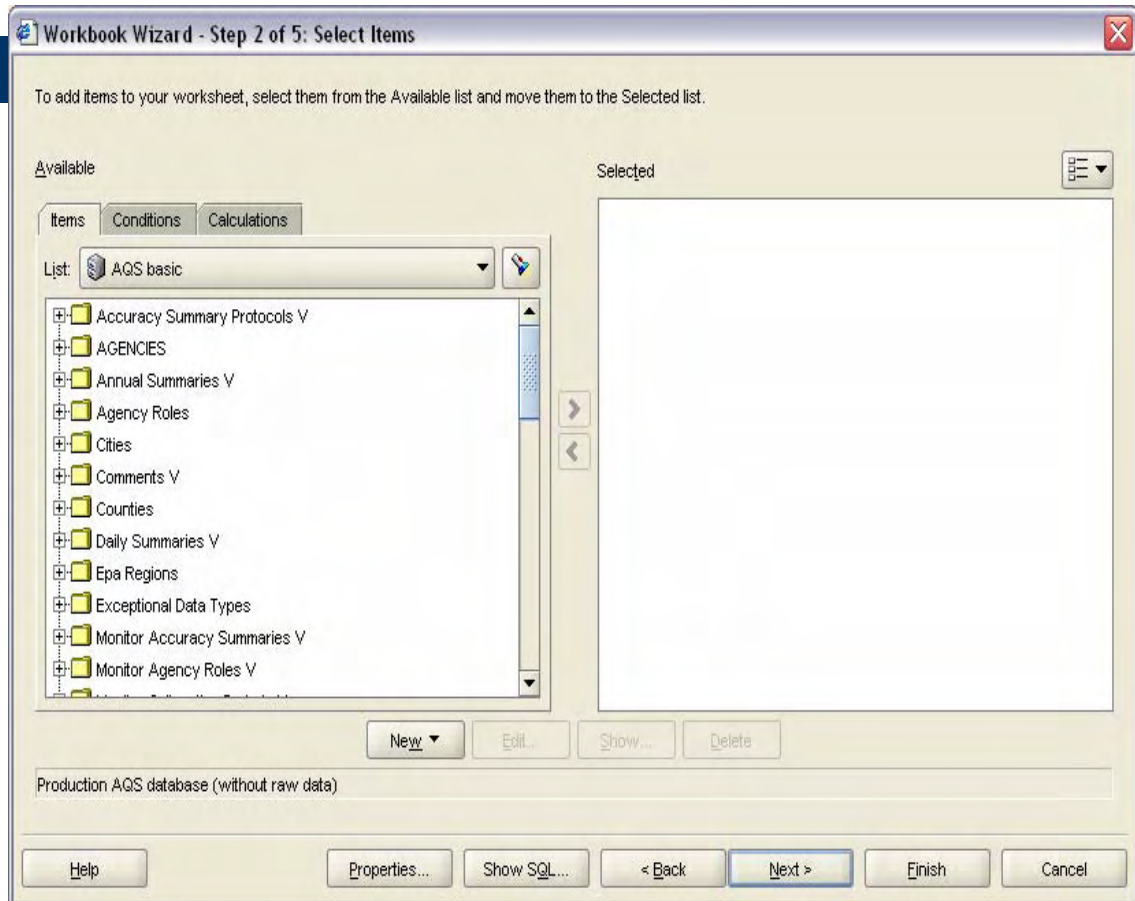 Workbook Wizard - Step 2 of 5: Select Items
To add items to your worksheet, select them from the Available list and move them to the Selected list.
Available
Selected
Items Conditions Calculations
List: AQS basic
Accuracy Summary Protocols V
AGENCIES
Annual Summaries V
Agency Roles
Cities
Comments V
Counties
Daily Summaries V
Epa Regions
Exceptional Data Types
Monitor Accuracy Summaries V
Monitor Agency Roles V
New Edit... Show... Delete
Production AQS database (without raw data)
Help Properties... Show SQL... < Back Next > Finish Cancel